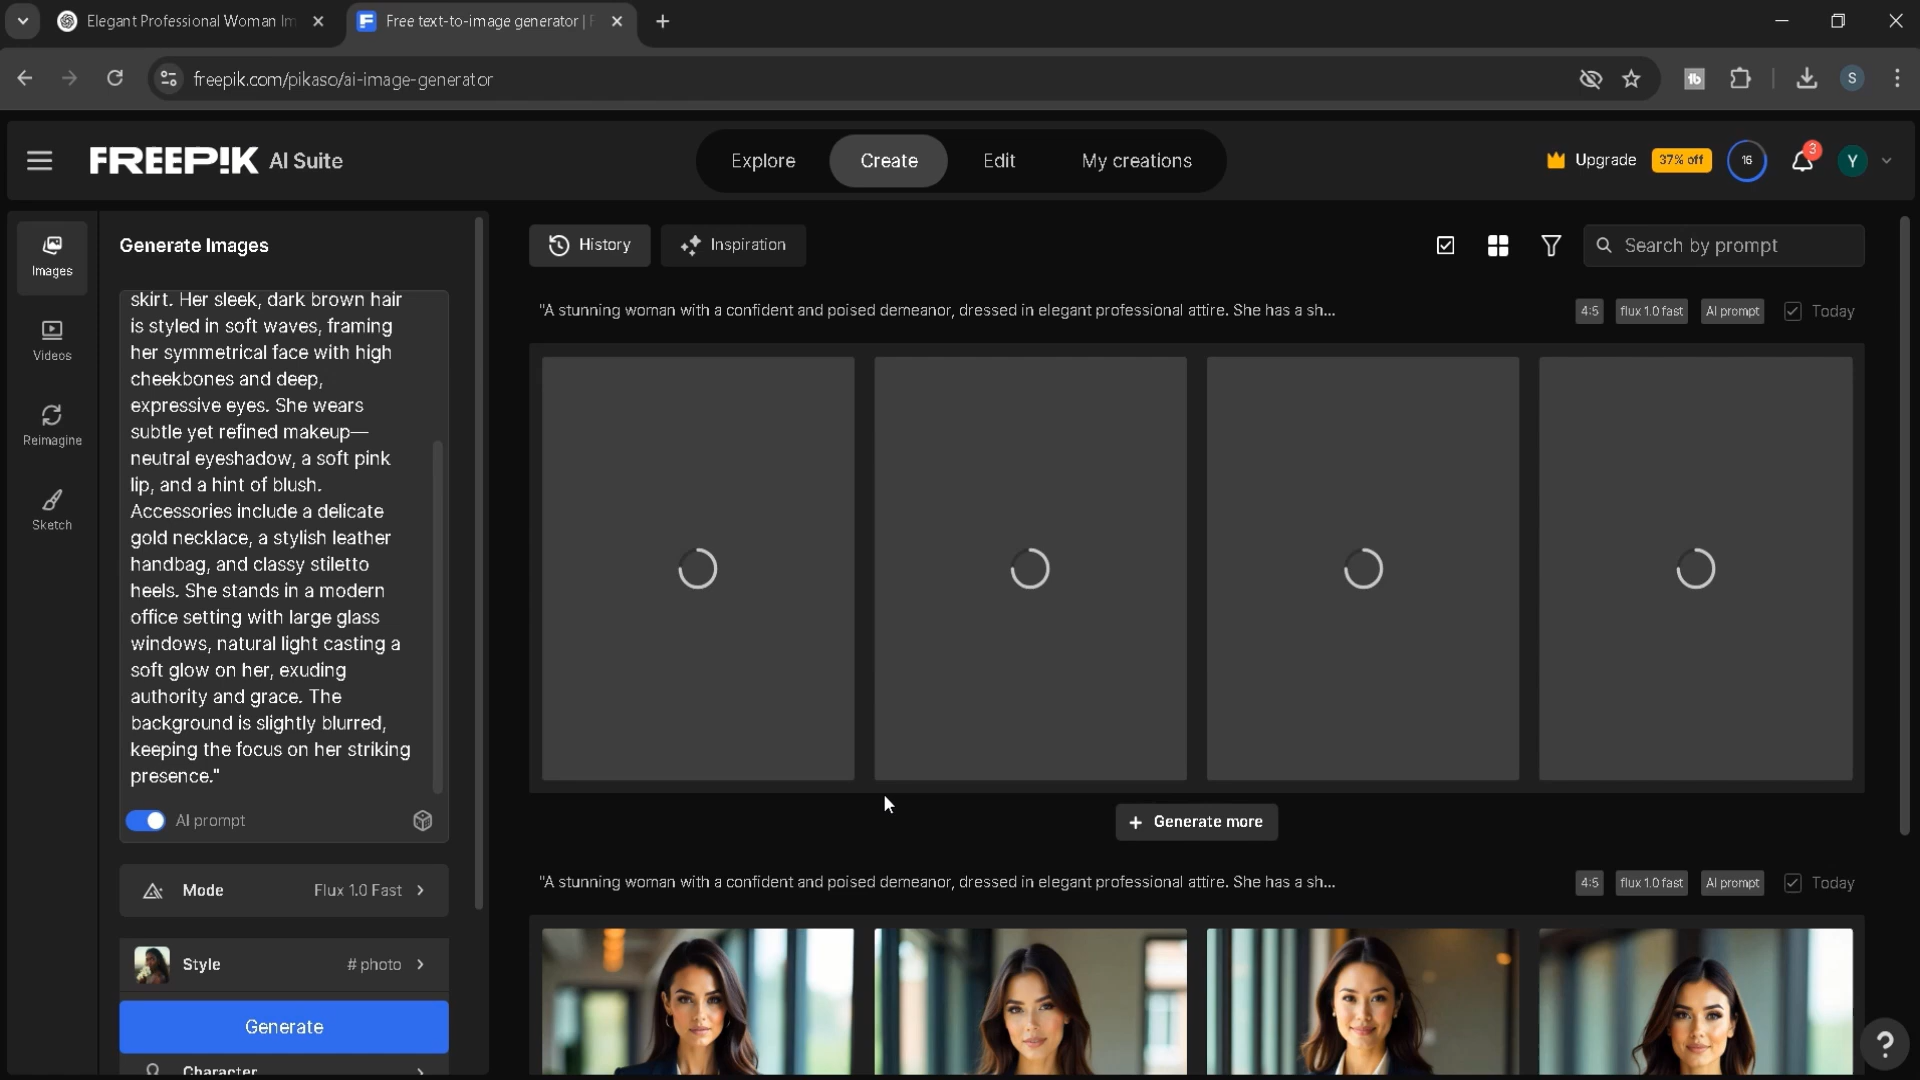 Elegant Professional Woman Im
Free text-to-image generator | F
freepik.com/pikaso/ai-image-generator
S
FREEP!K AI Suite
Explore
Create
Edit
My creations
Upgrade
37% off
16
3
Y
Images
Videos
Reimagine
Sketch
Generate Images
skirt. Her sleek, dark brown hair
is styled in soft waves, framing
her symmetrical face with high
cheekbones and deep,
expressive eyes. She wears
subtle yet refined makeup—
neutral eyeshadow, a soft pink
lip, and a hint of blush.
Accessories include a delicate
gold necklace, a stylish leather
handbag, and classy stiletto
heels. She stands in a modern
office setting with large glass
windows, natural light casting a
soft glow on her, exuding
authority and grace. The
background is slightly blurred,
keeping the focus on her striking
presence."
AI prompt
Mode
Flux 1.0 Fast
Style
# photo
Generate
Character
History
Inspiration
Search by prompt
"A stunning woman with a confident and poised demeanor, dressed in elegant professional attire. She has a sh...
4:5
flux 1.0 fast
AI prompt
Today
+ Generate more
"A stunning woman with a confident and poised demeanor, dressed in elegant professional attire. She has a sh...
4:5
flux 1.0 fast
AI prompt
Today
?